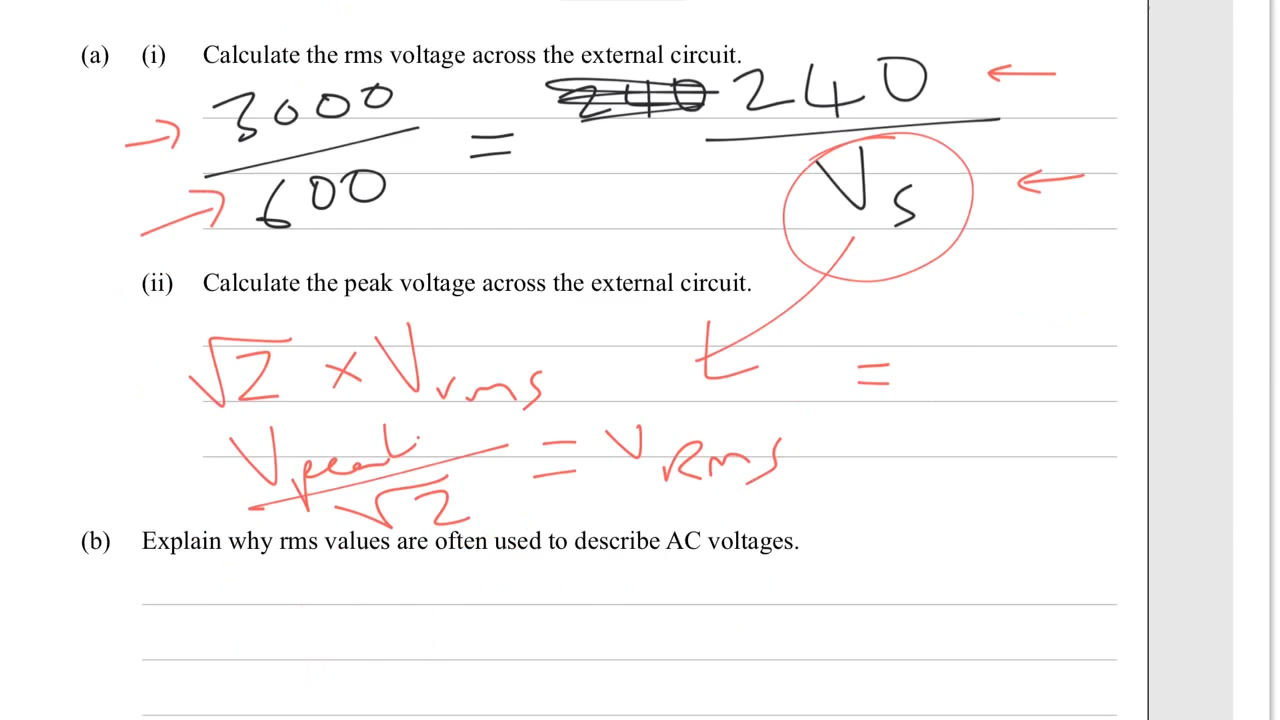 (a) (i) Calculate the rms voltage across the external circuit.
3000 / 600 = 240 240 / Vs
(ii) Calculate the peak voltage across the external circuit.
√2 × Vrms =
Vpeak / √2 = VRms
(b) Explain why rms values are often used to describe AC voltages.